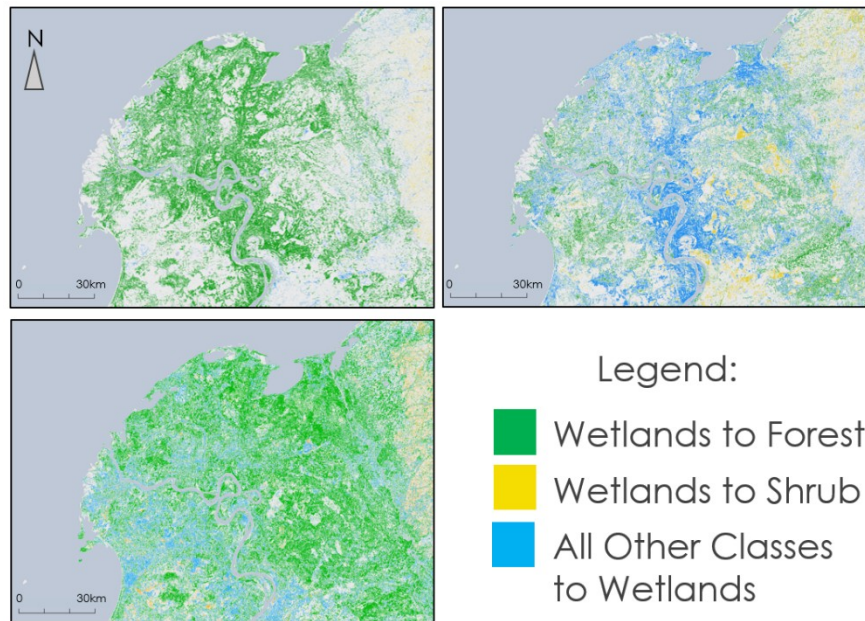 N
0 30km
0 30km
0 30km
Legend:
Wetlands to Forest
Wetlands to Shrub
All Other Classes
to Wetlands